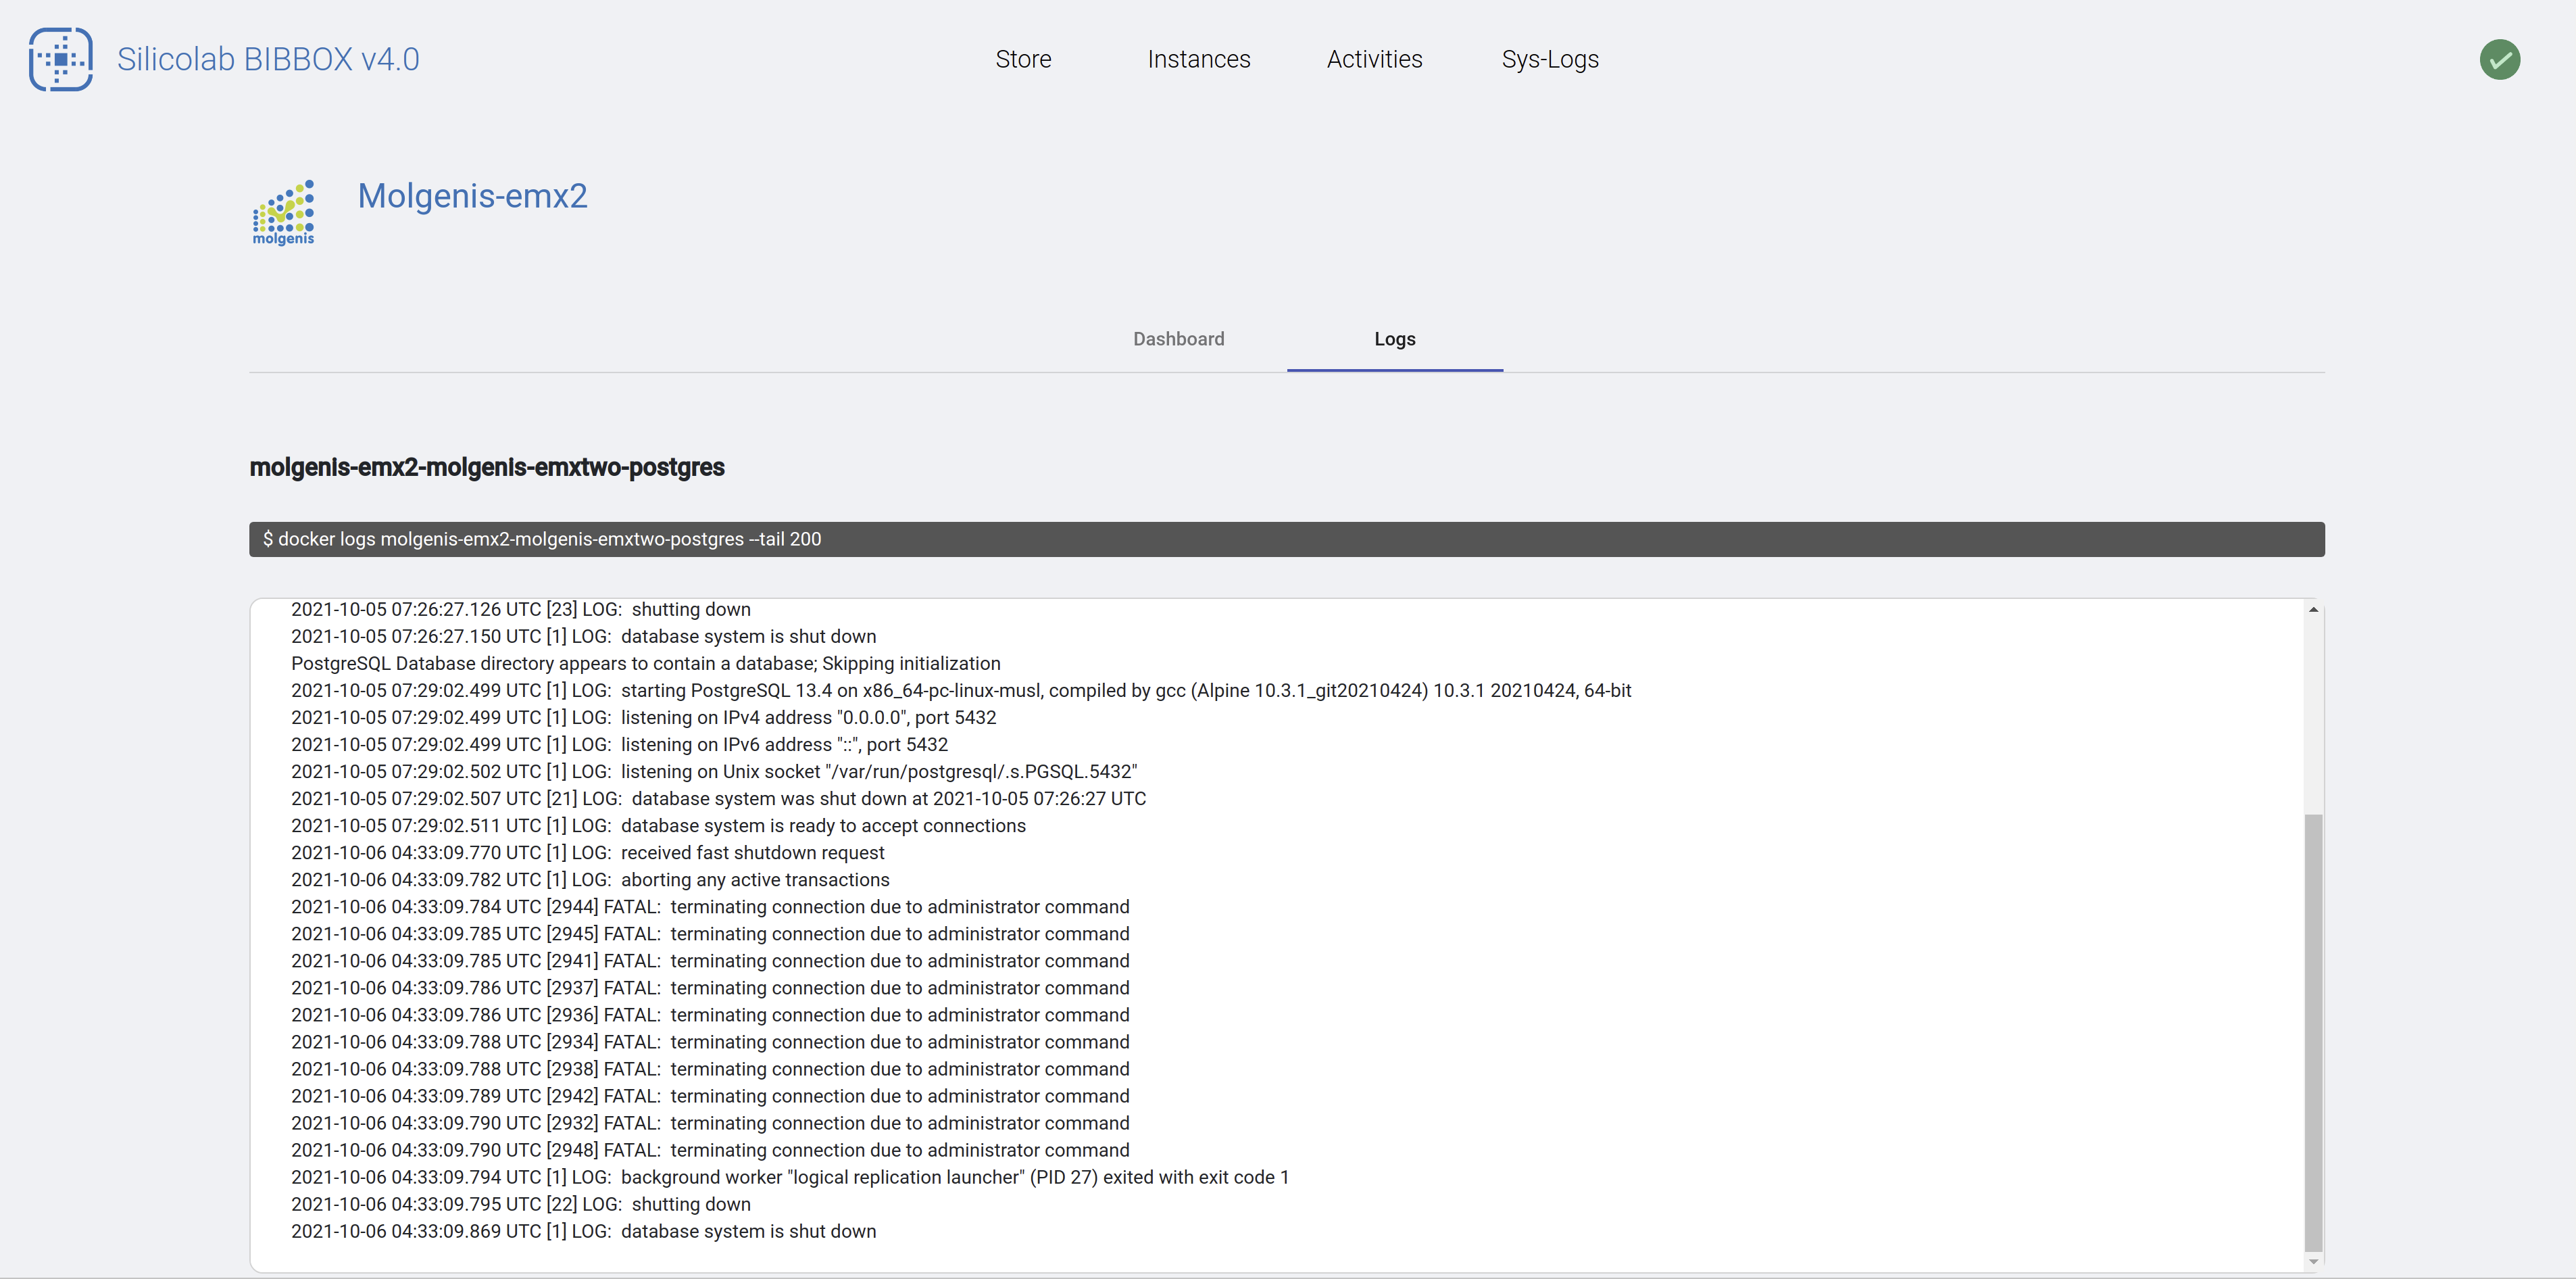 Silicolab BIBBOX v4.0
Store Instances Activities Sys-Logs
molgenis
Molgenis-emx2
Dashboard Logs
molgenis-emx2-molgenis-emxtwo-postgres
$ docker logs molgenis-emx2-molgenis-emxtwo-postgres --tail 200
2021-10-05 07:26:27.126 UTC [23] LOG:  shutting down
2021-10-05 07:26:27.150 UTC [1] LOG:  database system is shut down
PostgreSQL Database directory appears to contain a database; Skipping initialization
2021-10-05 07:29:02.499 UTC [1] LOG:  starting PostgreSQL 13.4 on x86_64-pc-linux-musl, compiled by gcc (Alpine 10.3.1_git20210424) 10.3.1 20210424, 64-bit
2021-10-05 07:29:02.499 UTC [1] LOG:  listening on IPv4 address "0.0.0.0", port 5432
2021-10-05 07:29:02.499 UTC [1] LOG:  listening on IPv6 address "::", port 5432
2021-10-05 07:29:02.502 UTC [1] LOG:  listening on Unix socket "/var/run/postgresql/.s.PGSQL.5432"
2021-10-05 07:29:02.507 UTC [21] LOG:  database system was shut down at 2021-10-05 07:26:27 UTC
2021-10-05 07:29:02.511 UTC [1] LOG:  database system is ready to accept connections
2021-10-06 04:33:09.770 UTC [1] LOG:  received fast shutdown request
2021-10-06 04:33:09.782 UTC [1] LOG:  aborting any active transactions
2021-10-06 04:33:09.784 UTC [2944] FATAL:  terminating connection due to administrator command
2021-10-06 04:33:09.785 UTC [2945] FATAL:  terminating connection due to administrator command
2021-10-06 04:33:09.785 UTC [2941] FATAL:  terminating connection due to administrator command
2021-10-06 04:33:09.786 UTC [2937] FATAL:  terminating connection due to administrator command
2021-10-06 04:33:09.786 UTC [2936] FATAL:  terminating connection due to administrator command
2021-10-06 04:33:09.788 UTC [2934] FATAL:  terminating connection due to administrator command
2021-10-06 04:33:09.788 UTC [2938] FATAL:  terminating connection due to administrator command
2021-10-06 04:33:09.789 UTC [2942] FATAL:  terminating connection due to administrator command
2021-10-06 04:33:09.790 UTC [2932] FATAL:  terminating connection due to administrator command
2021-10-06 04:33:09.790 UTC [2948] FATAL:  terminating connection due to administrator command
2021-10-06 04:33:09.794 UTC [1] LOG:  background worker "logical replication launcher" (PID 27) exited with exit code 1
2021-10-06 04:33:09.795 UTC [22] LOG:  shutting down
2021-10-06 04:33:09.869 UTC [1] LOG:  database system is shut down